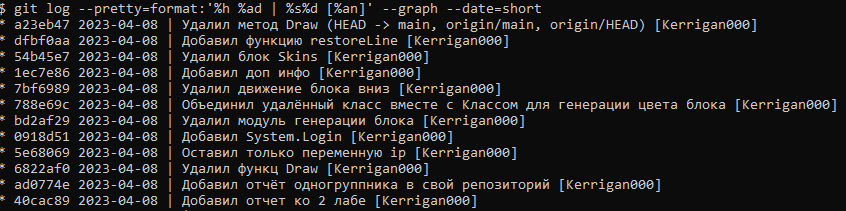 $ git log --pretty=format:'%h %ad | %s%d [%an]' --graph --date=short
* a23eb47 2023-04-08 | Удалил метод Draw (HEAD -> main, origin/main, origin/HEAD) [Kerrigan000]
* dfbf0aa 2023-04-08 | Добавил функцию restoreLine [Kerrigan000]
* 54b45e7 2023-04-08 | Удалил блок Skins [Kerrigan000]
* 1ec7e86 2023-04-08 | Добавил доп инфо [Kerrigan000]
* 7bf6989 2023-04-08 | Удалил движение блока вниз [Kerrigan000]
* 788e69c 2023-04-08 | Объединил удалённый класс вместе с Классом для генерации цвета блока [Kerrigan000]
* bd2af29 2023-04-08 | Удалил модуль генерации блока [Kerrigan000]
* 0918d51 2023-04-08 | Добавил System.Login [Kerrigan000]
* 5e68069 2023-04-08 | Оставил только переменную ip [Kerrigan000]
* 6822af0 2023-04-08 | Удалил функц Draw [Kerrigan000]
* ad0774e 2023-04-08 | Добавил отчёт одногруппника в свой репозиторий [Kerrigan000]
* 40cac89 2023-04-08 | Добавил отчет ко 2 лабе [Kerrigan000]